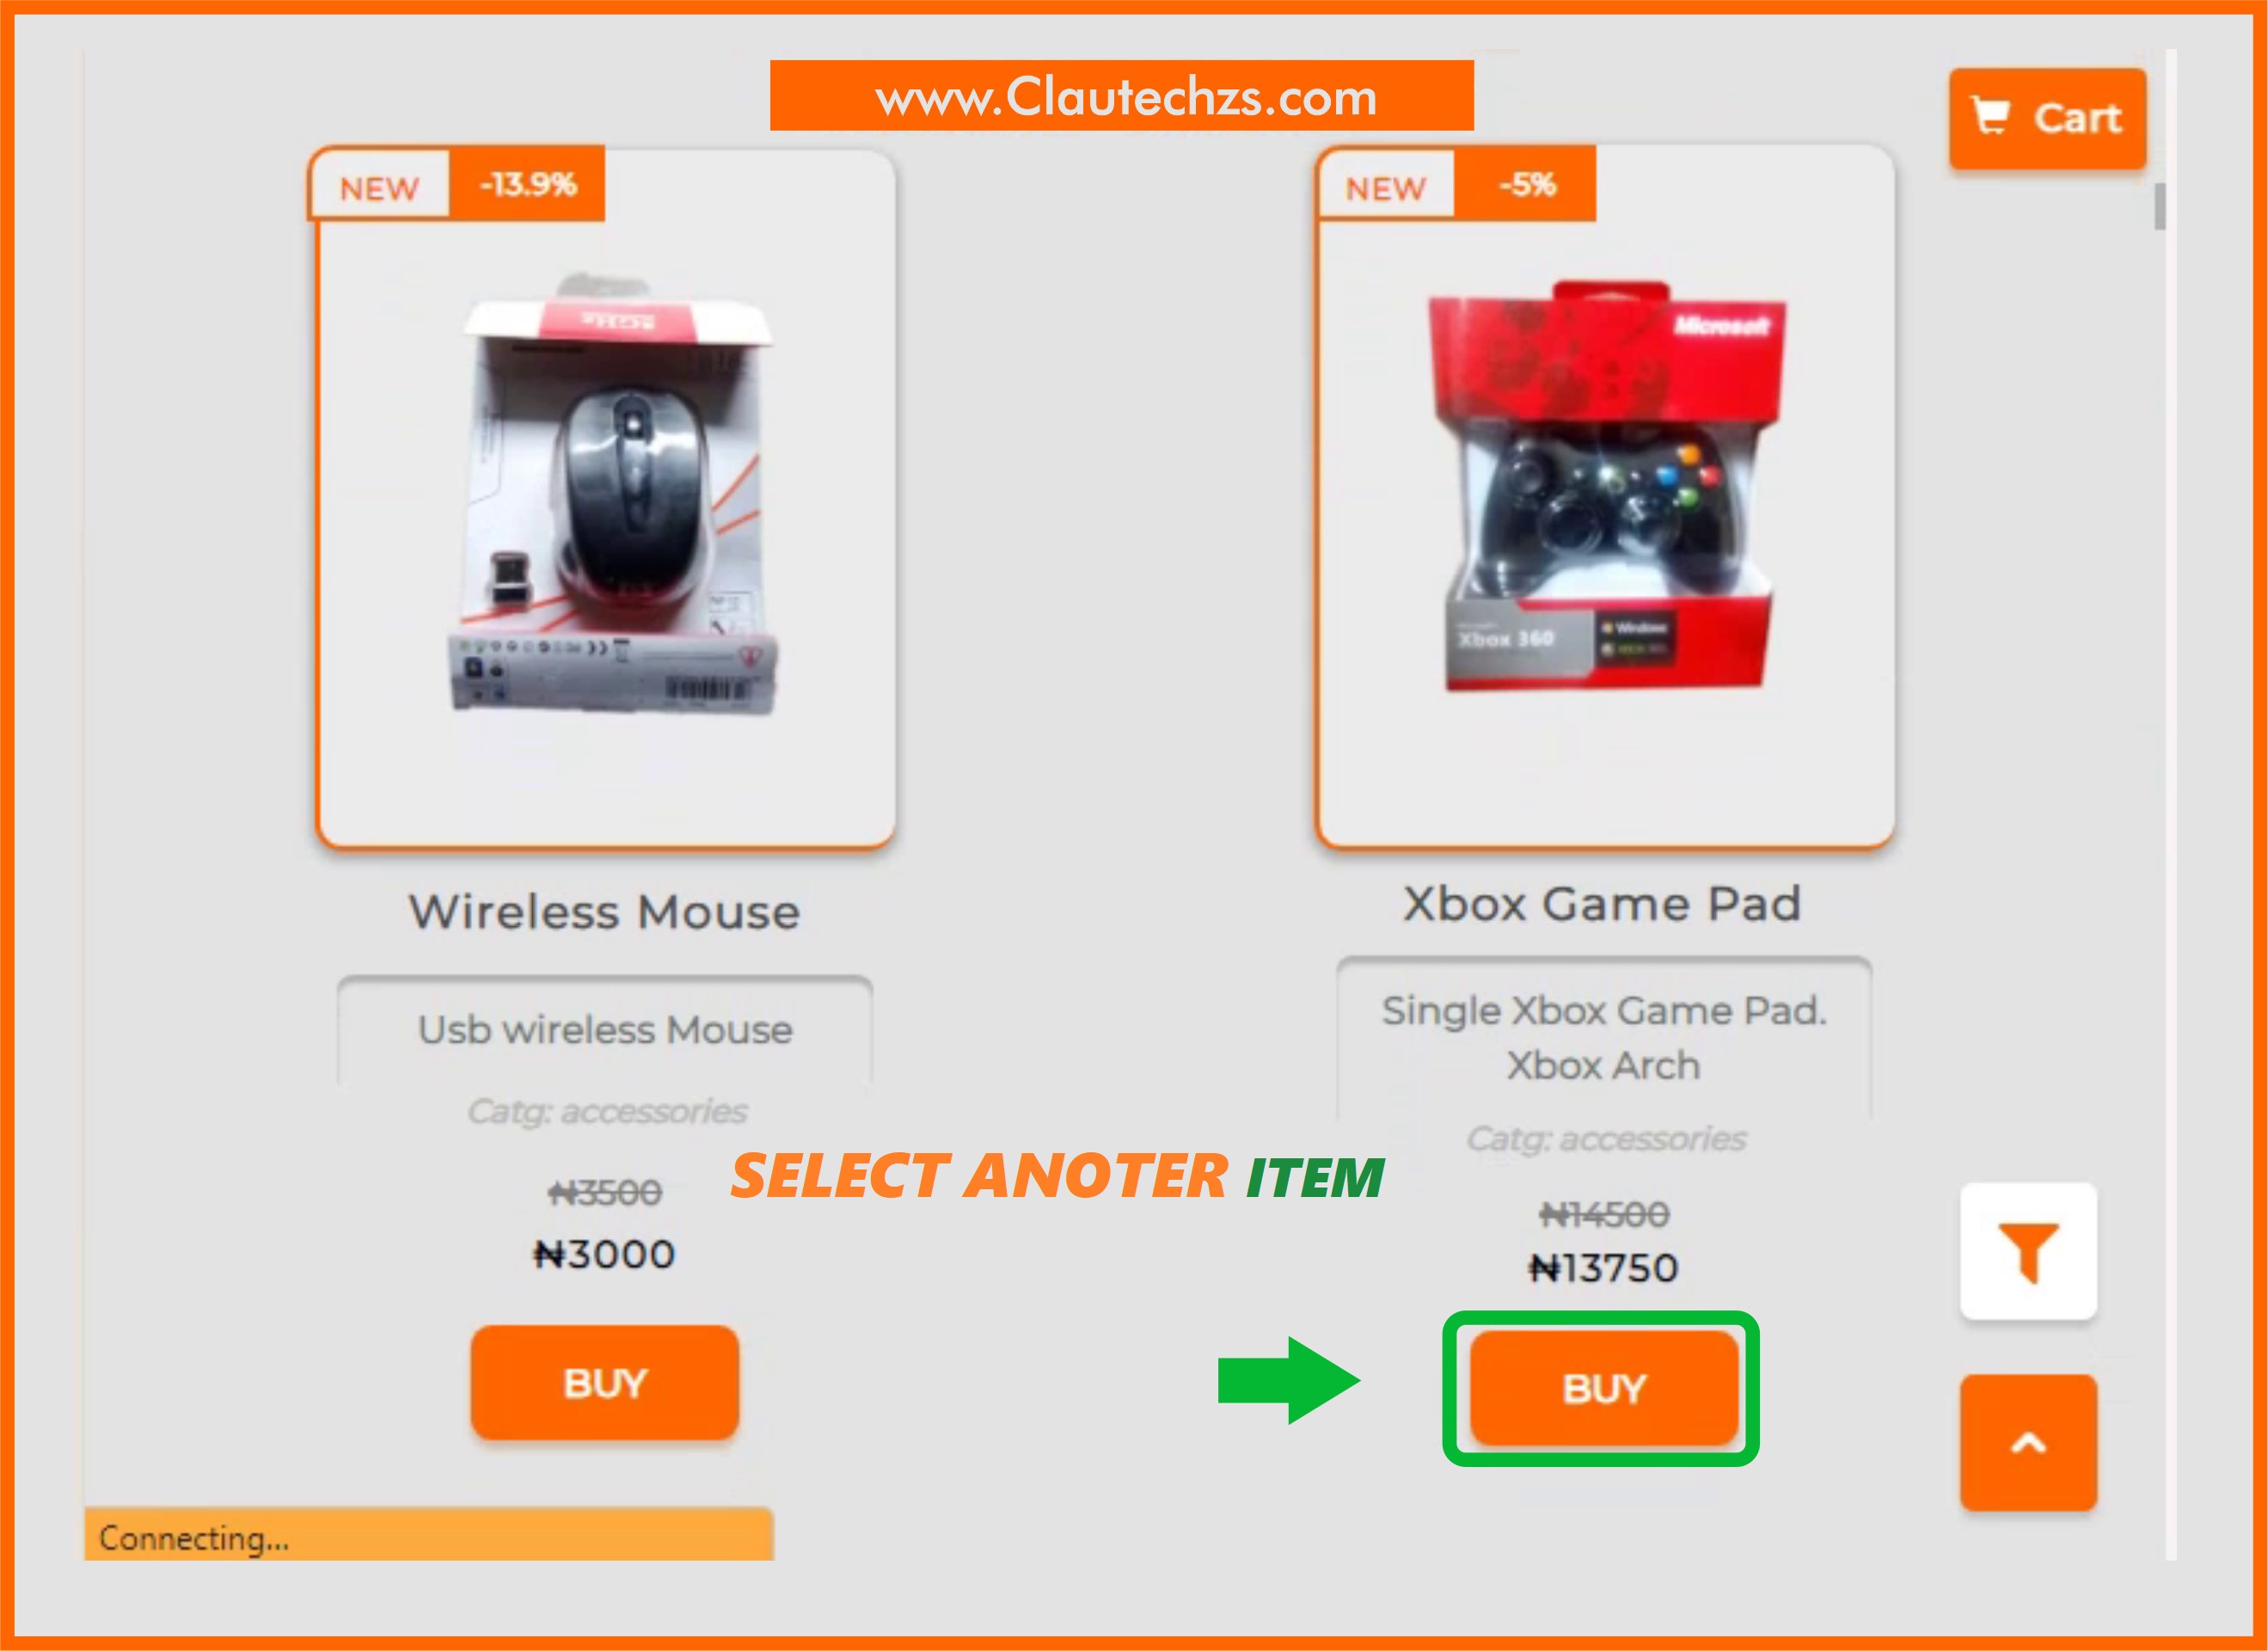 www.Clautechzs.com
Cart
NEW -13.9%
NEW -5%
Microsoft
Xbox 360
Windows
Wireless Mouse
Usb wireless Mouse
Catg: accessories
₦3500
₦3000
BUY
Xbox Game Pad
Single Xbox Game Pad.
Xbox Arch
Catg: accessories
₦14500
₦13750
BUY
SELECT ANOTER ITEM
Connecting...